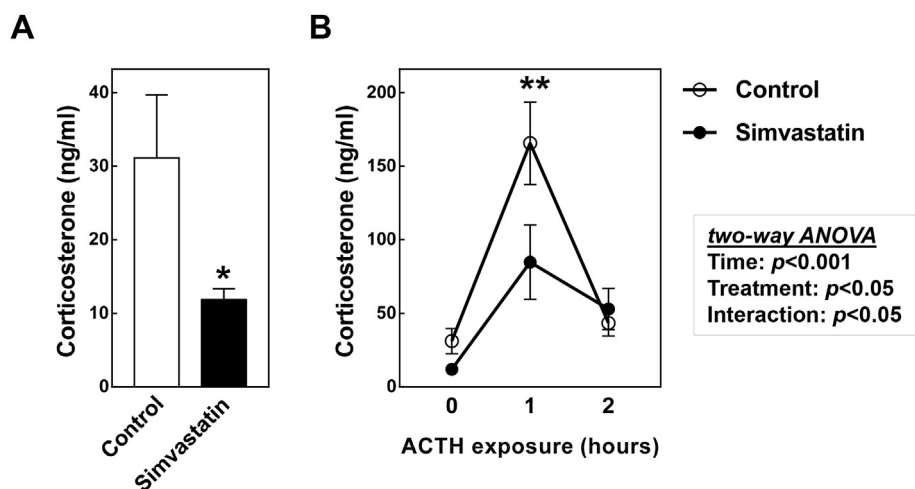 A
Corticosterone (ng/ml)
40
30
20
10
0
*
Control
Simvastatin
B
Corticosterone (ng/ml)
200
150
100
50
0
**
0 1 2
ACTH exposure (hours)
Control
Simvastatin
two-way ANOVA
Time: p<0.001
Treatment: p<0.05
Interaction: p<0.05